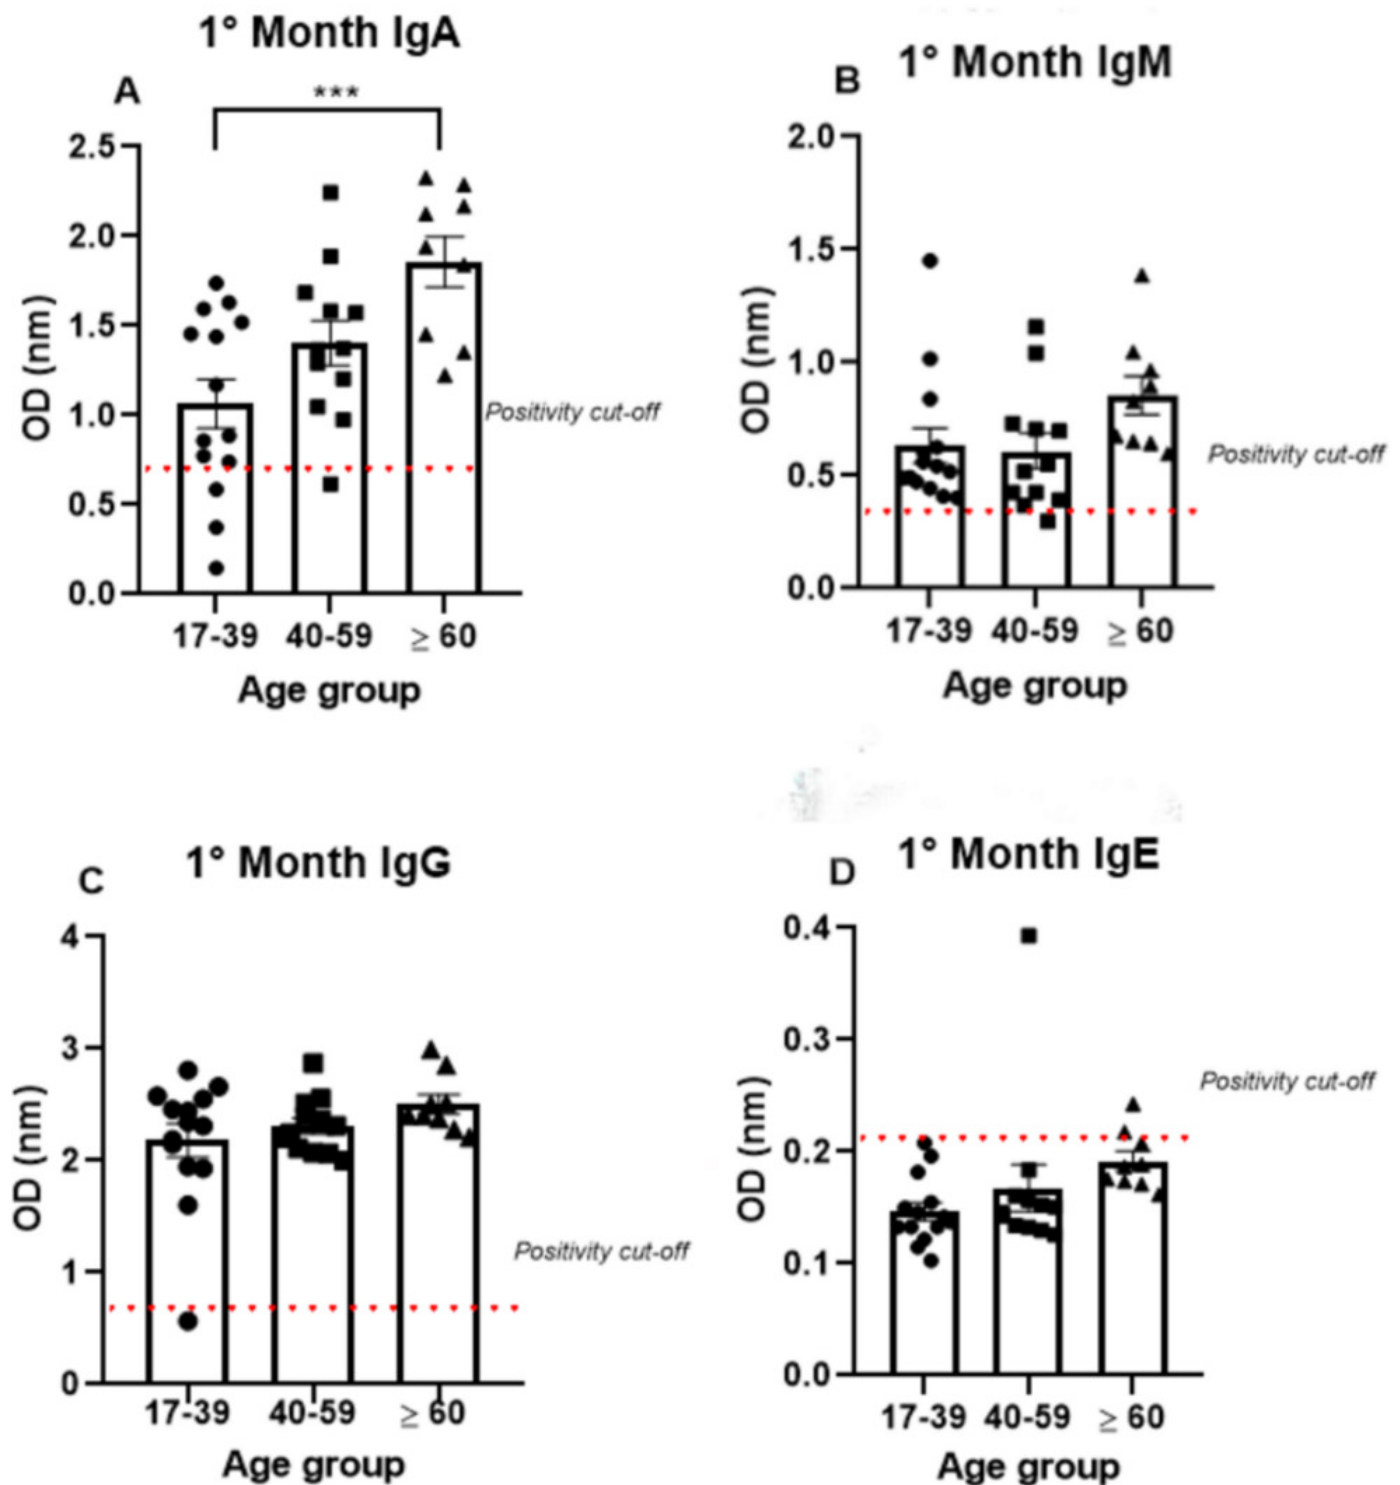 1° Month IgA
A
***
2.5
2.0
1.5
1.0
0.5
0.0
OD (nm)
Positivity cut-off
17-39 40-59 ≥ 60
Age group
1° Month IgM
B
2.0
1.5
1.0
0.5
0.0
OD (nm)
Positivity cut-off
17-39 40-59 ≥ 60
Age group
1° Month IgG
C
4
3
2
1
0
OD (nm)
Positivity cut-off
17-39 40-59 ≥ 60
Age group
1° Month IgE
D
0.4
0.3
0.2
0.1
0.0
OD (nm)
Positivity cut-off
17-39 40-59 ≥ 60
Age group